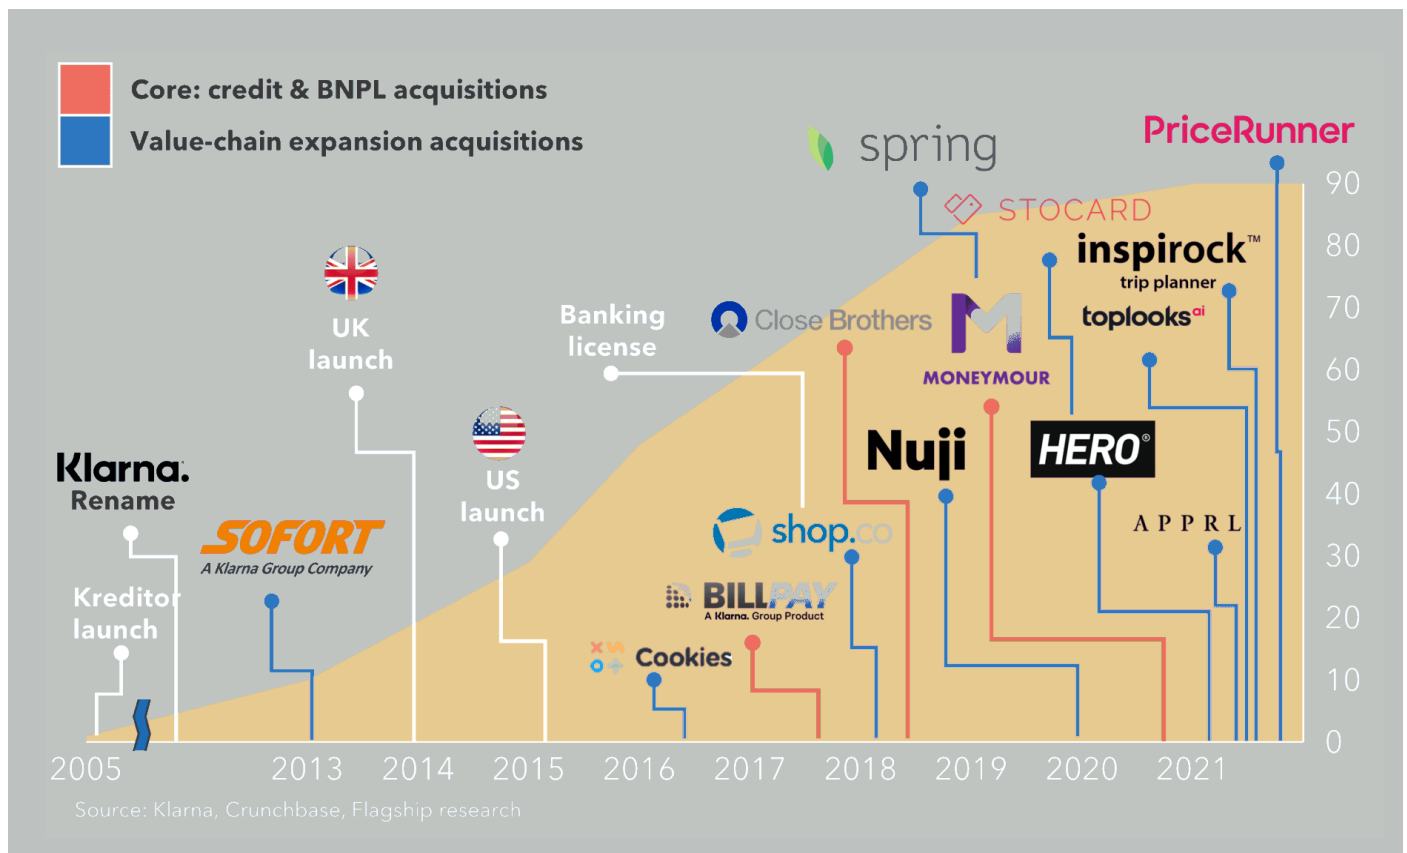 Core: credit & BNPL acquisitions
Value-chain expansion acquisitions
spring
PriceRunner
STOCARD
inspirock™
trip planner
toplooks ai
UK
launch
Banking
license
Close Brothers
MONEYMOUR
US
launch
Nuji
HERO®
Klarna.
Rename
SOFORT
A Klarna Group Company
shop.co
APPRL
Kreditor
launch
BILLPAY
A Klarna. Group Product
Cookies
90
80
70
60
50
40
30
20
10
0
2005
2013
2014
2015
2016
2017
2018
2019
2020
2021
Source: Klarna, Crunchbase, Flagship research